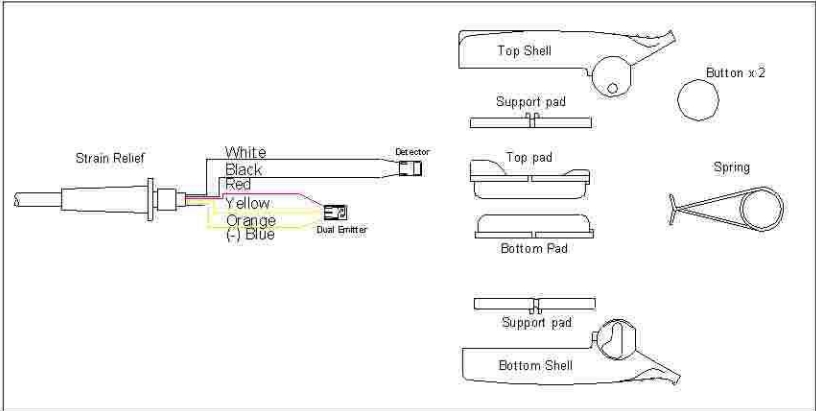 Strain Relief
White
Black
Red
Yellow
Orange
(-) Blue
Detector
Dual Emitter
Top Shell
Support pad
Top pad
Bottom Pad
Support pad
Bottom Shell
Button x 2
Spring